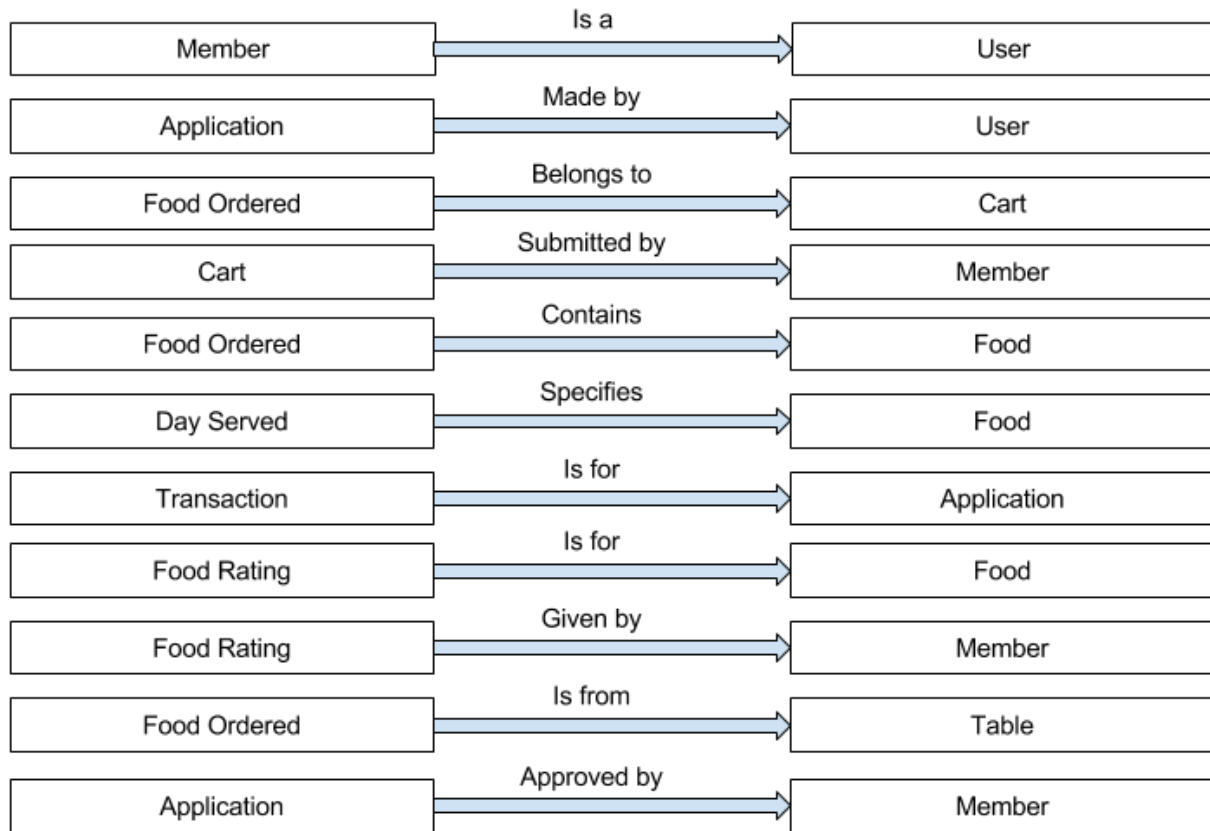 Is a
Member
User
Made by
Application
User
Belongs to
Food Ordered
Cart
Submitted by
Cart
Member
Contains
Food Ordered
Food
Specifies
Day Served
Food
Is for
Transaction
Application
Is for
Food Rating
Food
Given by
Food Rating
Member
Is from
Food Ordered
Table
Approved by
Application
Member